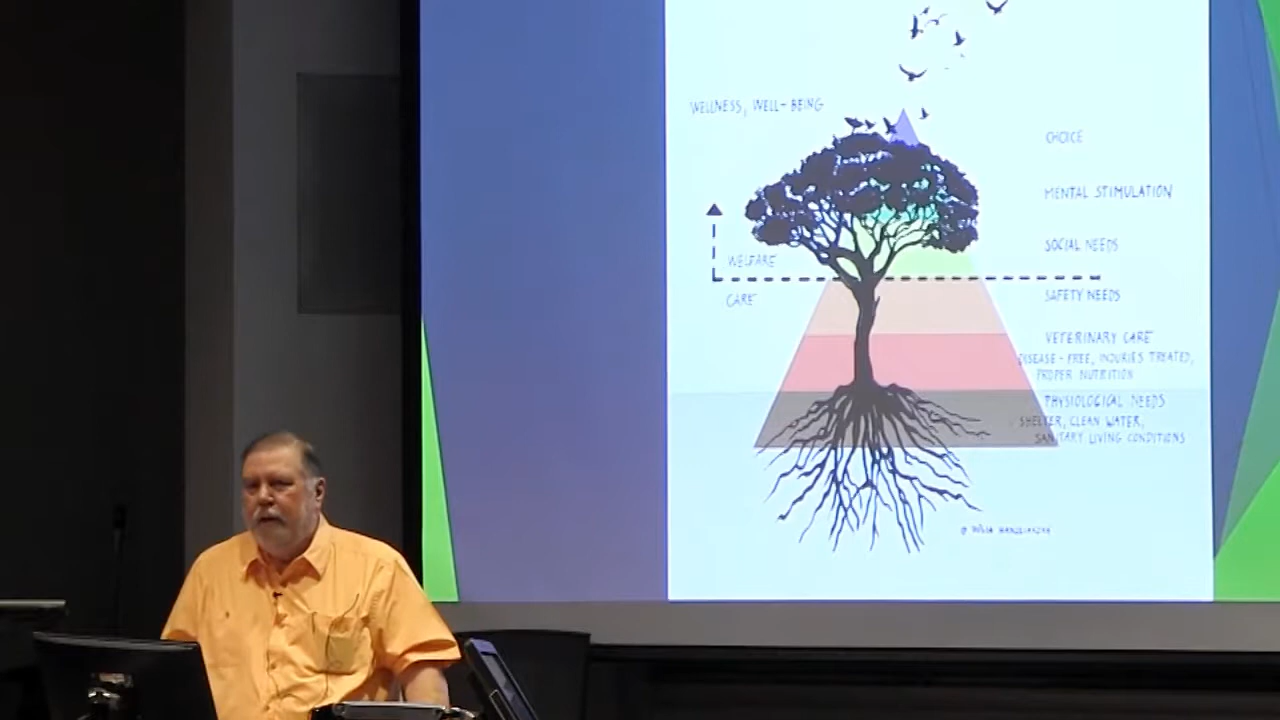 WELLNESS, WELL-BEING
CHOICE
MENTAL STIMULATION
SOCIAL NEEDS
WELFARE
CARE
SAFETY NEEDS
VETERINARY CARE
DISEASE-FREE, INJURIES TREATED,
PROPER NUTRITION
PHYSIOLOGICAL NEEDS
SHELTER, CLEAN WATER,
SANITARY LIVING CONDITIONS